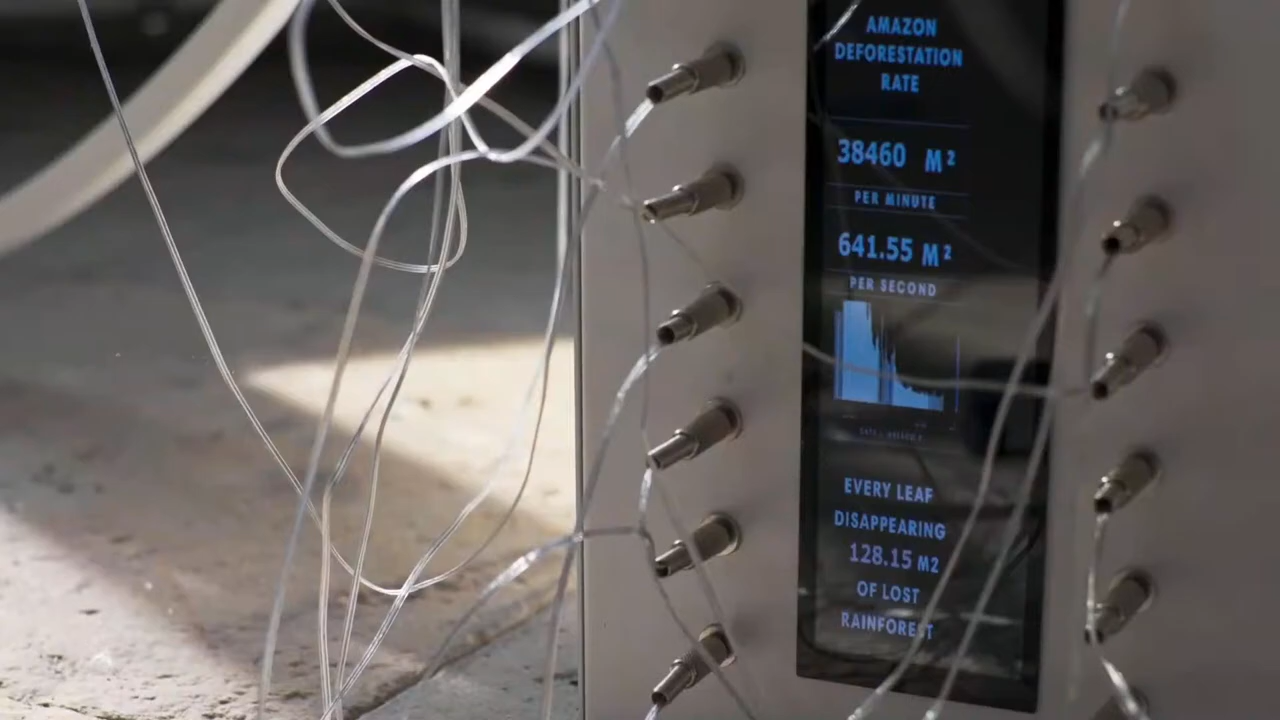 AMAZON
DEFORESTATION
RATE
38460 M²
PER MINUTE
641.55 M²
PER SECOND
EVERY LEAF
DISAPPEARING
128.15 M2
OF LOST
RAINFOREST